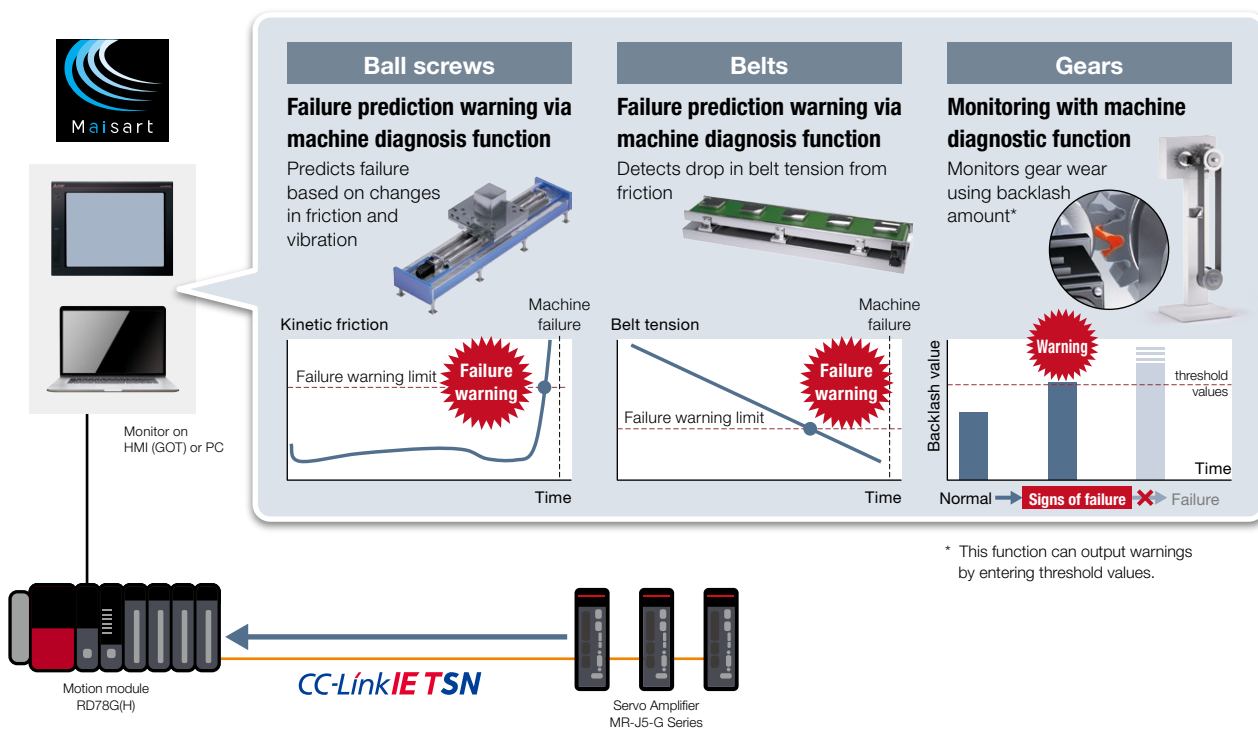 Maisart
Monitor on
HMI (GOT) or PC
Ball screws
Failure prediction warning via
machine diagnosis function
Predicts failure
based on changes
in friction and
vibration
Kinetic friction
Machine
failure
Failure warning limit
Failure
warning
Time
Belts
Failure prediction warning via
machine diagnosis function
Detects drop in belt tension from
friction
Belt tension
Machine
failure
Failure warning limit
Failure
warning
Time
Gears
Monitoring with machine
diagnostic function
Monitors gear wear
using backlash
amount*
Warning
Backlash value
threshold
values
Time
Normal
Signs of failure
Failure
* This function can output warnings
by entering threshold values.
Motion module
RD78G(H)
CC-Link IE TSN
Servo Amplifier
MR-J5-G Series